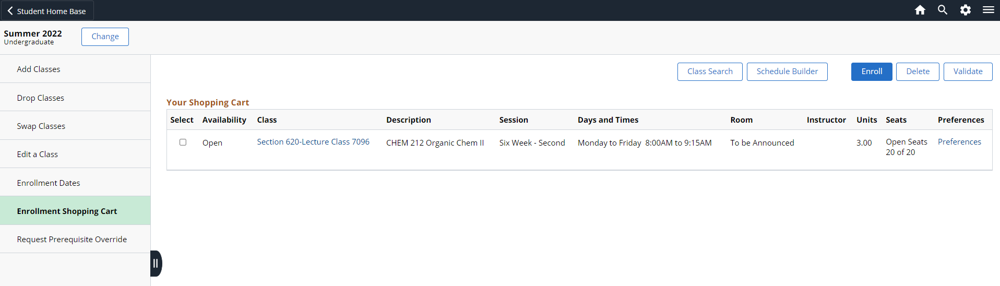 Student Home Base
Summer 2022
Undergraduate
Change
Add Classes
Drop Classes
Swap Classes
Edit a Class
Enrollment Dates
Enrollment Shopping Cart
Request Prerequisite Override
Class Search Schedule Builder Enroll Delete Validate
Your Shopping Cart
Select Availability Class Description Session Days and Times Room Instructor Units Seats Preferences
Open Section 620-Lecture Class 7096 CHEM 212 Organic Chem II Six Week - Second Monday to Friday 8:00AM to 9:15AM To be Announced 3.00 Open Seats Preferences
20 of 20